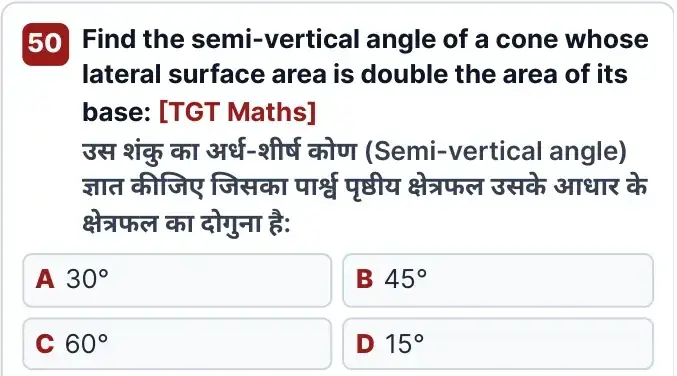 50 Find the semi-vertical angle of a cone whose
lateral surface area is double the area of its
base: [TGT Maths]
उस शंकु का अर्ध-शीर्ष कोण (Semi-vertical angle)
ज्ञात कीजिए जिसका पार्श्व पृष्ठीय क्षेत्रफल उसके आधार के
क्षेत्रफल का दोगुना है:
A 30° B 45°
C 60° D 15°